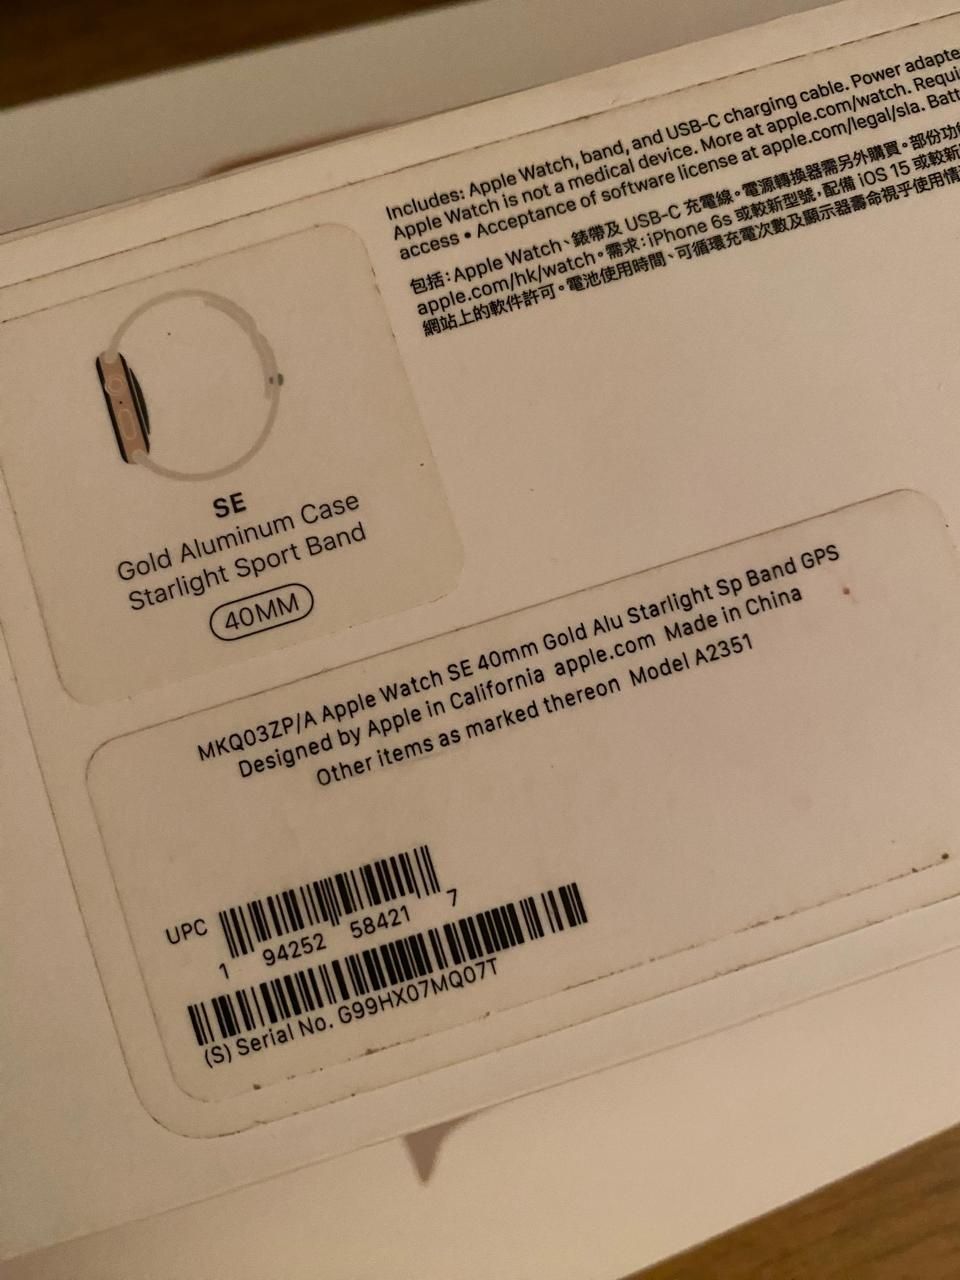 Includes: Apple Watch, band, and USB-C charging cable. Power
Apple Watch is not a medical device. More at apple.com/watch.
access • Acceptance of software license at apple.com/legal/sla.
包括：Apple Watch、錶帶及 USB-C 充電線。電源轉換器需另外購買。部份
apple.com/hk/watch。需求：iPhone 6s 或較新型號，配備 iOS 15 或較新
網站上的軟件許可。電池使用時間、可循環充電次數及顯示器壽命視乎使用情
SE
Gold Aluminum Case
Starlight Sport Band
40MM
MKQ03ZP/A Apple Watch SE 40mm Gold Alu Starlight Sp Band GPS
Designed by Apple in California apple.com Made in China
Other items as marked thereon Model A2351
UPC
1 94252 58421 7
(S) Serial No. G99HX07MQ07T